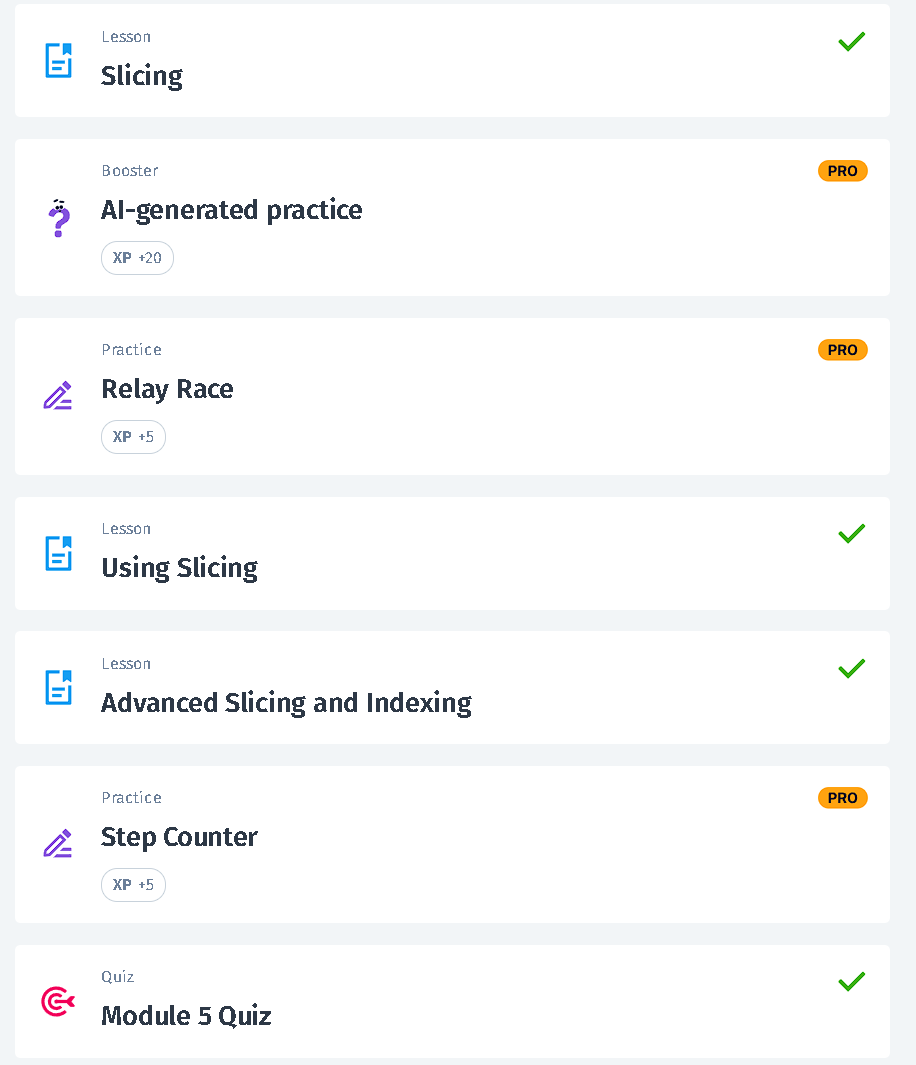 Lesson
Slicing
Booster
PRO
AI-generated practice
XP +20
Practice
PRO
Relay Race
XP +5
Lesson
Using Slicing
Lesson
Advanced Slicing and Indexing
Practice
PRO
Step Counter
XP +5
Quiz
Module 5 Quiz